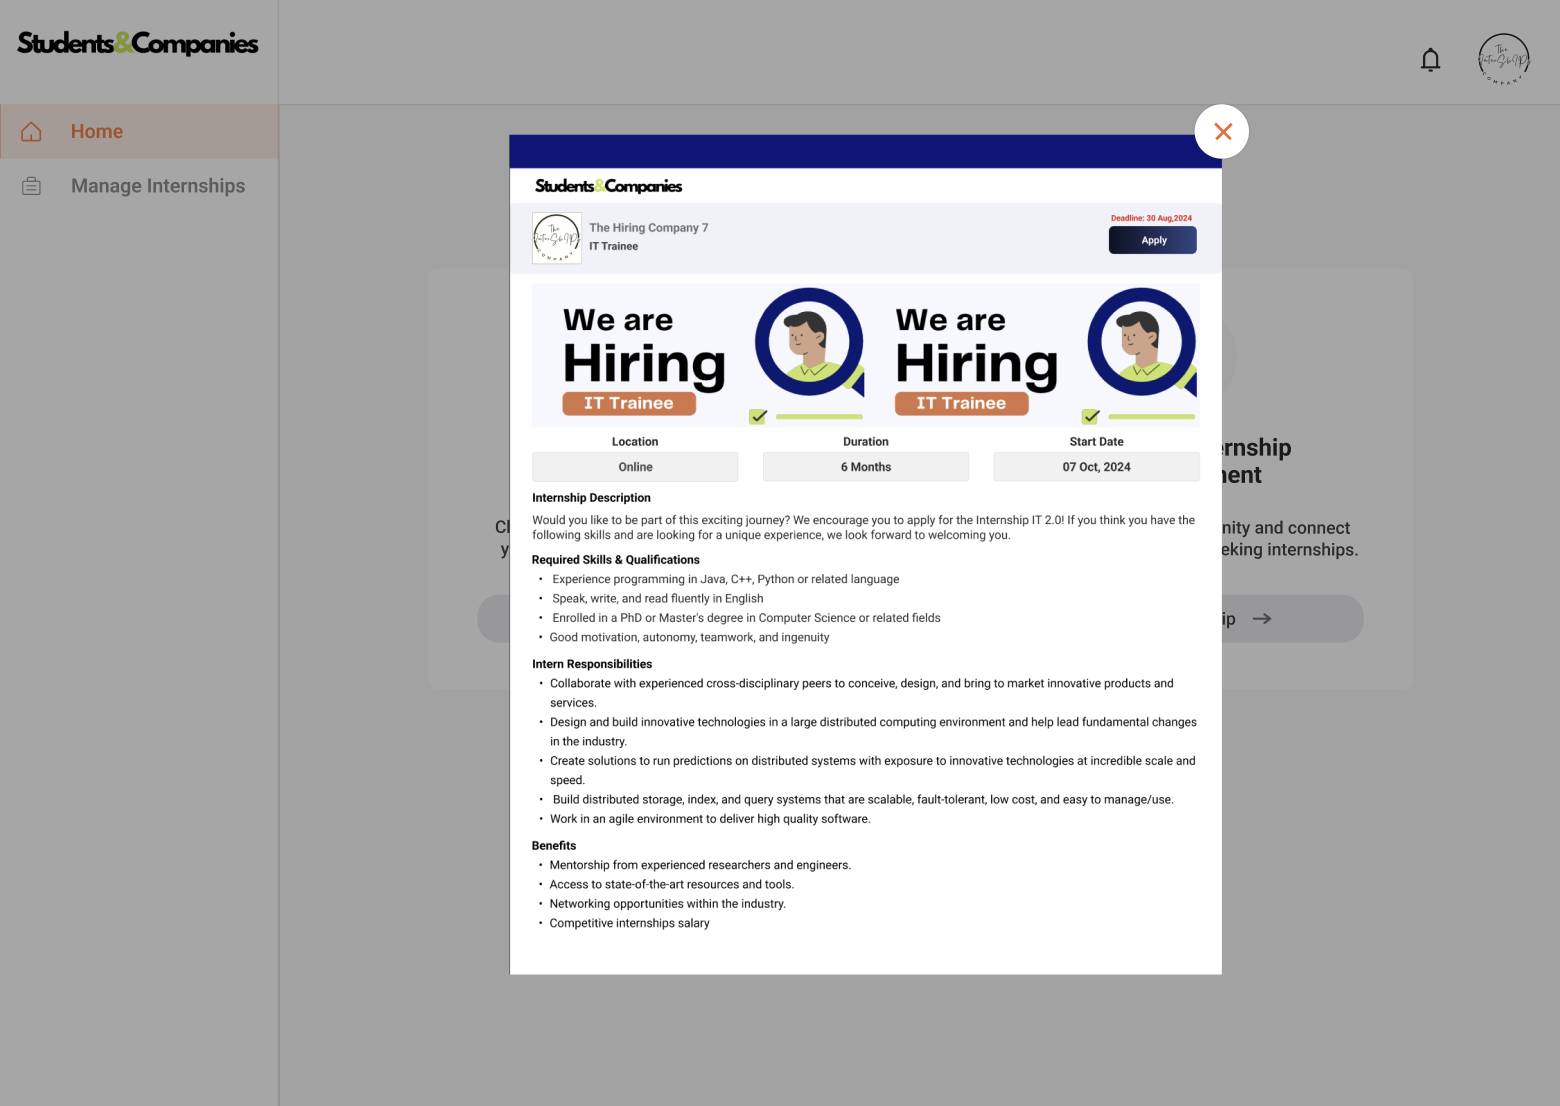 Students&Companies
The
InternSHIPs
COMPANY
Home
Manage Internships
Students&Companies
The Hiring Company 7
IT Trainee
Deadline: 30 Aug,2024
Apply
The
COMPANY
We are
Hiring
IT Trainee
We are
Hiring
IT Trainee
Location
Duration
Start Date
Online
6 Months
07 Oct, 2024
Internship Description
Would you like to be part of this exciting journey? We encourage you to apply for the Internship IT 2.0! If you think you have the
following skills and are looking for a unique experience, we look forward to welcoming you.
Required Skills & Qualifications
• Experience programming in Java, C++, Python or related language
• Speak, write, and read fluently in English
• Enrolled in a PhD or Master's degree in Computer Science or related fields
• Good motivation, autonomy, teamwork, and ingenuity
Intern Responsibilities
• Collaborate with experienced cross-disciplinary peers to conceive, design, and bring to market innovative products and
services.
• Design and build innovative technologies in a large distributed computing environment and help lead fundamental changes
in the industry.
• Create solutions to run predictions on distributed systems with exposure to innovative technologies at incredible scale and
speed.
• Build distributed storage, index, and query systems that are scalable, fault-tolerant, low cost, and easy to manage/use.
• Work in an agile environment to deliver high quality software.
Benefits
• Mentorship from experienced researchers and engineers.
• Access to state-of-the-art resources and tools.
• Networking opportunities within the industry.
• Competitive internships salary
ernship
ent
Cl
nity and connect
y
eking internships.
ip